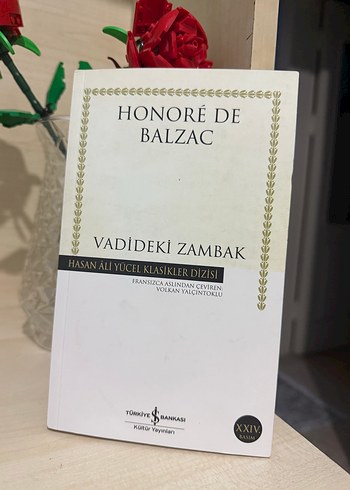 HONORÉ DE
BALZAC
VADİDEKİ ZAMBAK
HASAN ÂLİ YÜCEL KLASİKLER DİZİSİ
FRANSIZCA ASLINDAN ÇEVİREN:
VOLKAN YALÇINTOKLU
TÜRKİYE İŞ BANKASI
Kültür Yayınları
XXIV.
BASIM